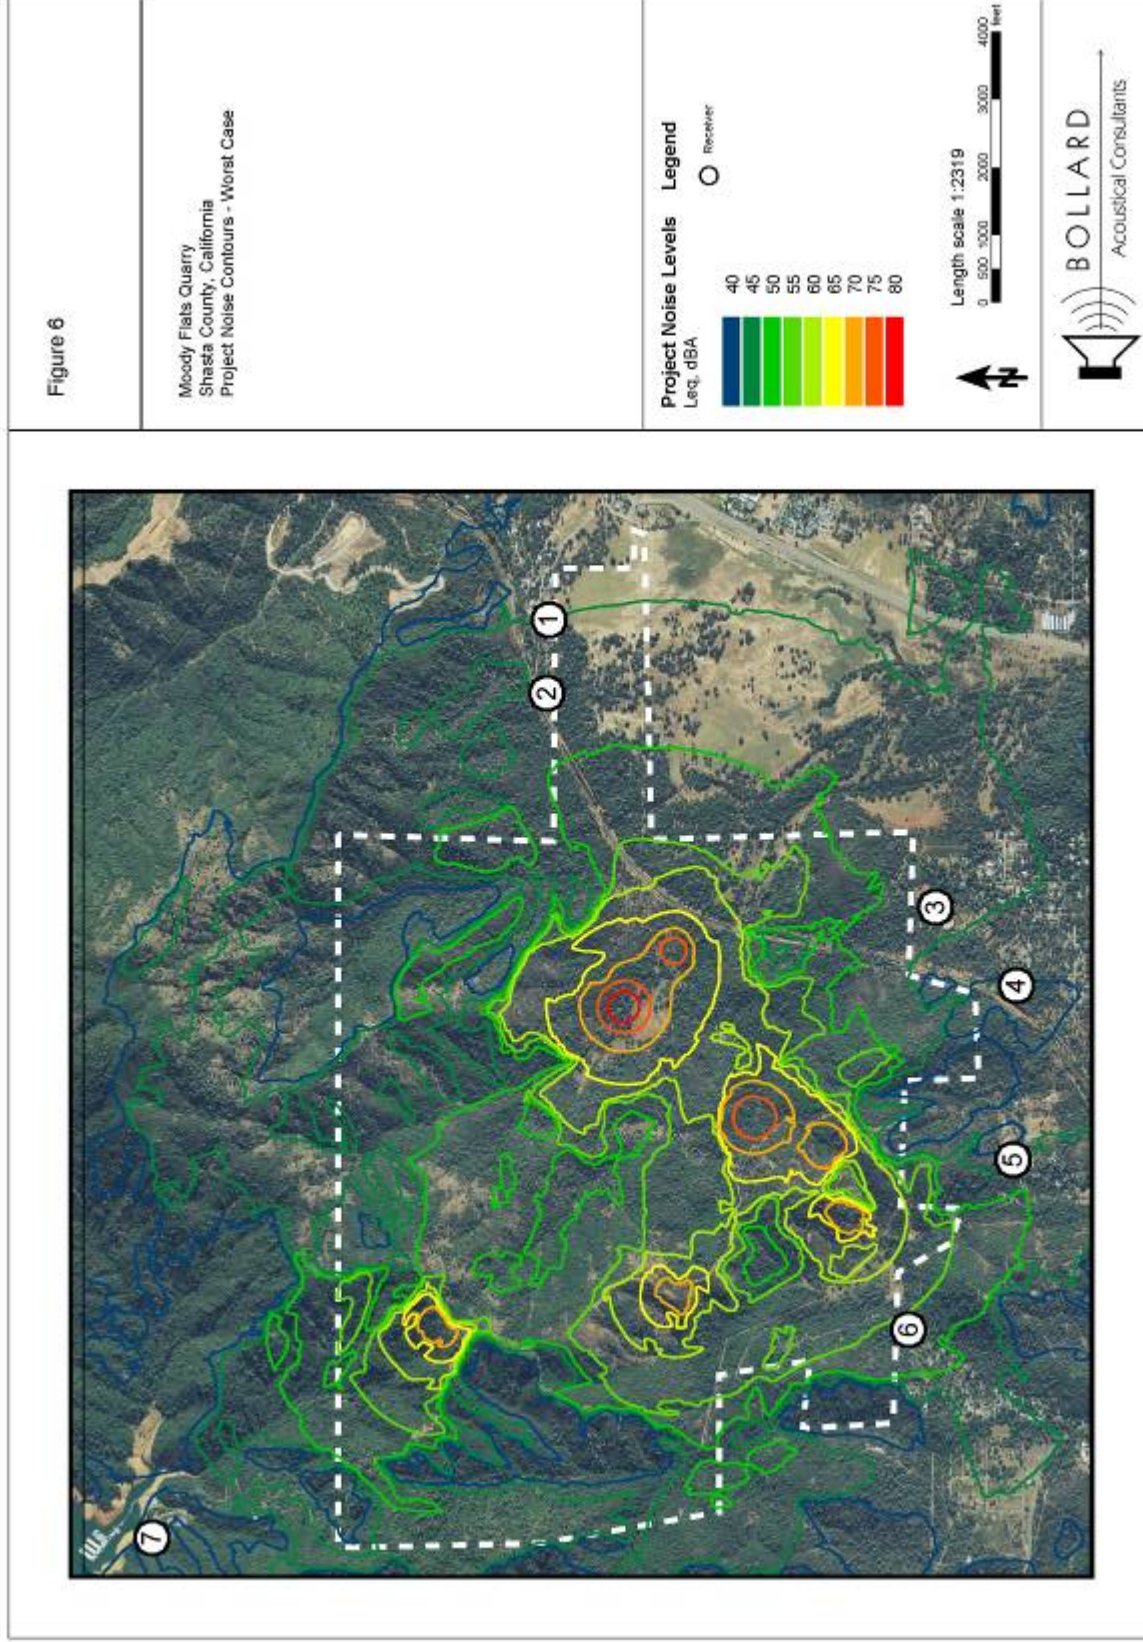 Figure 6
Moody Flats Quarry
Shasta County, California
Project Noise Contours - Worst Case
Project Noise Levels
Leq, dBA
40
45
50
55
60
65
70
75
80
Legend
Receiver
Length scale 1:2319
0 500 1000 2000 3000 4000
feet
N
BOLLARD
Acoustical Consultants
1
2
3
4
5
6
7